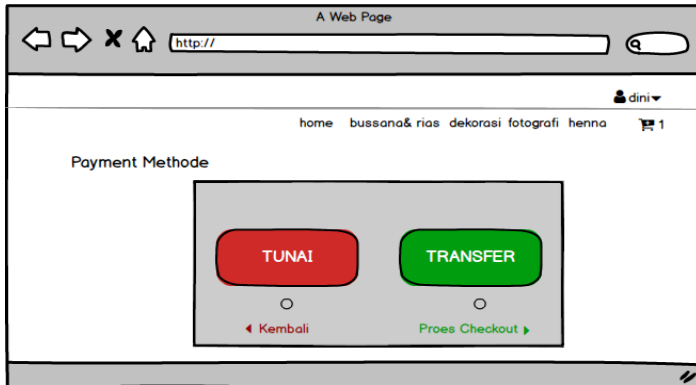 A Web Page
http://
dini
home bussana& rias dekorasi fotografi henna 1
Payment Methode
TUNAI TRANSFER
Kembali Proes Checkout